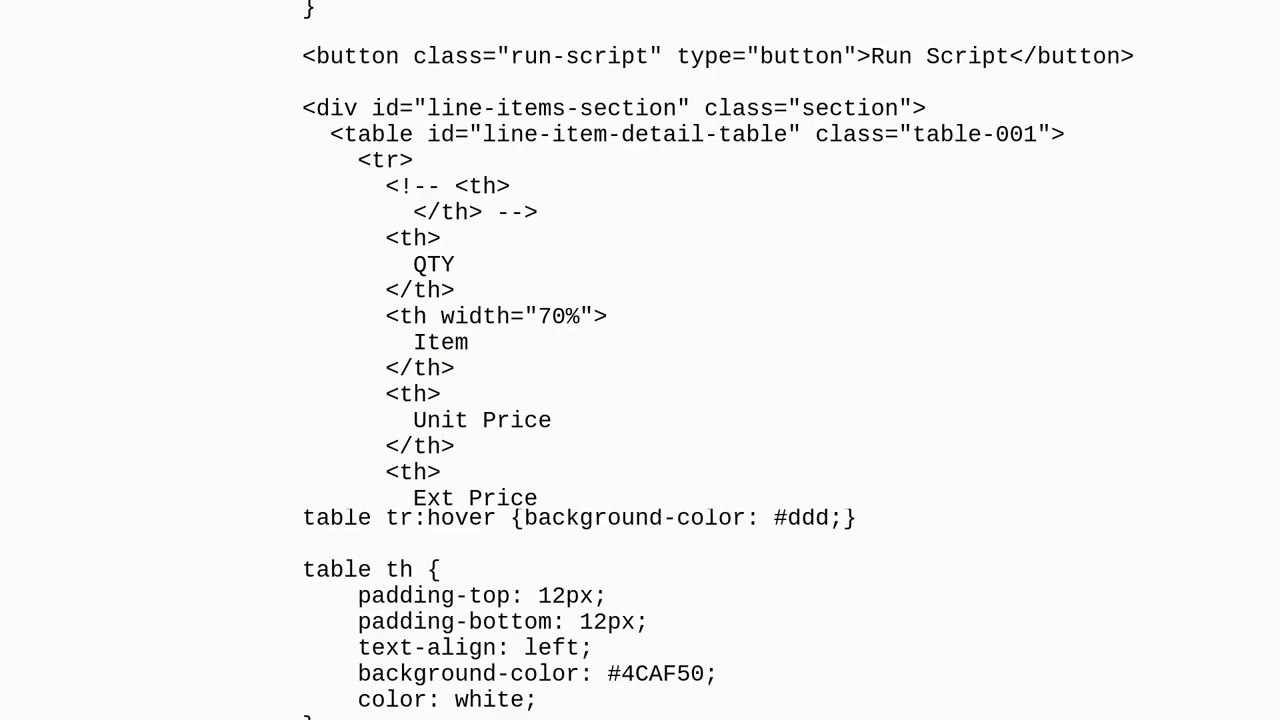 }
<button class="run-script" type="button">Run Script</button>
<div id="line-items-section" class="section">
<table id="line-item-detail-table" class="table-001">
<tr>
<!-- <th>
</th> -->
<th>
QTY
</th>
<th width="70%">
Item
</th>
<th>
Unit Price
</th>
<th>
Ext Price
table tr:hover {background-color: #ddd;}
table th {
padding-top: 12px;
padding-bottom: 12px;
text-align: left;
background-color: #4CAF50;
color: white;
}